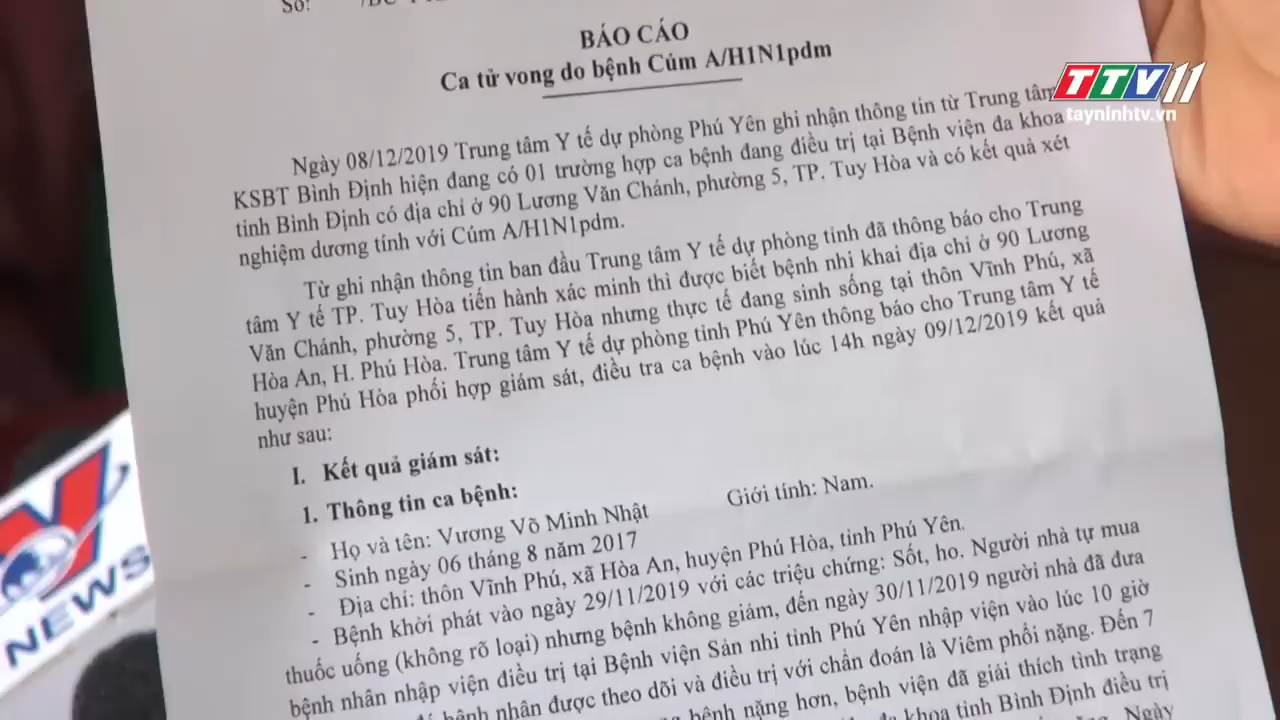 Số: /BC
BÁO CÁO
Ca tử vong do bệnh Cúm A/H1N1pdm
TTV11
tayninhtv.vn
Ngày 08/12/2019 Trung tâm Y tế dự phòng Phú Yên ghi nhận thông tin từ Trung tâm
KSBT Bình Định hiện đang có 01 trường hợp ca bệnh đang điều trị tại Bệnh viện đa khoa
tỉnh Bình Định có địa chỉ ở 90 Lương Văn Chánh, phường 5, TP. Tuy Hòa và có kết quả xét
nghiệm dương tính với Cúm A/H1N1pdm.
Từ ghi nhận thông tin ban đầu Trung tâm Y tế dự phòng tỉnh đã thông báo cho Trung
tâm Y tế TP. Tuy Hòa tiến hành xác minh thì được biết bệnh nhi khai địa chỉ ở 90 Lương
Văn Chánh, phường 5, TP. Tuy Hòa nhưng thực tế đang sinh sống tại thôn Vĩnh Phú, xã
Hòa An, H. Phú Hòa. Trung tâm Y tế dự phòng tỉnh Phú Yên thông báo cho Trung tâm Y tế
huyện Phú Hòa phối hợp giám sát, điều tra ca bệnh vào lúc 14h ngày 09/12/2019 kết quả
như sau:
I. Kết quả giám sát:
1. Thông tin ca bệnh:
- Họ và tên: Vương Võ Minh Nhật Giới tính: Nam.
- Sinh ngày 06 tháng 8 năm 2017
- Địa chỉ: thôn Vĩnh Phú, xã Hòa An, huyện Phú Hòa, tỉnh Phú Yên.
- Bệnh khởi phát vào ngày 29/11/2019 với các triệu chứng: Sốt, ho. Người nhà tự mua
thuốc uống (không rõ loại) nhưng bệnh không giảm, đến ngày 30/11/2019 người nhà đã đưa
bệnh nhân nhập viện điều trị tại Bệnh viện Sản nhi tỉnh Phú Yên nhập viện vào lúc 10 giờ
bệnh nhân được theo dõi và điều trị với chẩn đoán là Viêm phổi nặng. Đến 7
bệnh nặng hơn, bệnh viện đã giải thích tình trạng
đa khoa tỉnh Bình Định điều trị
Ngày
V
NEWS